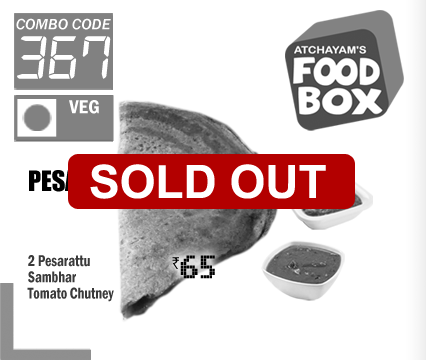 COMBO CODE
367
VEG
ATCHAYAM'S
FOOD
BOX
SOLD OUT
₹65
2 Pesarattu
Sambhar
Tomato Chutney